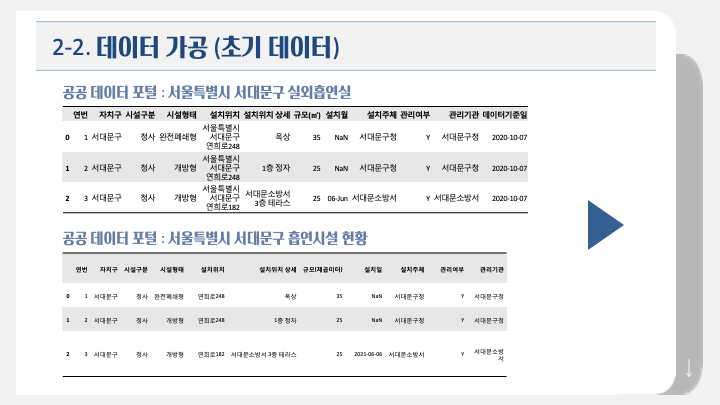 2-2. 데이터 가공 (초기 데이터)
공공 데이터 포털 : 서울특별시 서대문구 실외흡연실
연번 자치구 시설구분 시설형태 설치위치 설치위치 상세 규모(㎡) 설치월 설치주체 관리여부 관리기관 데이터기준일
0 1 서대문구 청사 완전폐쇄형 서울특별시 서대문구 연희로248 옥상 35 NaN 서대문구청 Y 서대문구청 2020-10-07
1 2 서대문구 청사 개방형 서울특별시 서대문구 연희로248 1층 정자 25 NaN 서대문구청 Y 서대문구청 2020-10-07
2 3 서대문구 청사 개방형 서울특별시 서대문구 연희로182 서대문소방서 3층 테라스 25 06-Jun 서대문소방서 Y 서대문소방서 2020-10-07
공공 데이터 포털 : 서울특별시 서대문구 흡연시설 현황
연번 자치구 시설구분 시설형태 설치위치 설치위치 상세 규모(제곱미터) 설치일 설치주체 관리여부 관리기관
0 1 서대문구 청사 완전폐쇄형 연희로248 옥상 35 NaN 서대문구청 Y 서대문구청
1 2 서대문구 청사 개방형 연희로248 1층 정자 25 NaN 서대문구청 Y 서대문구청
2 3 서대문구 청사 개방형 연희로182 서대문소방서 3층 테라스 25 2021-06-06 서대문소방서 Y 서대문소방서